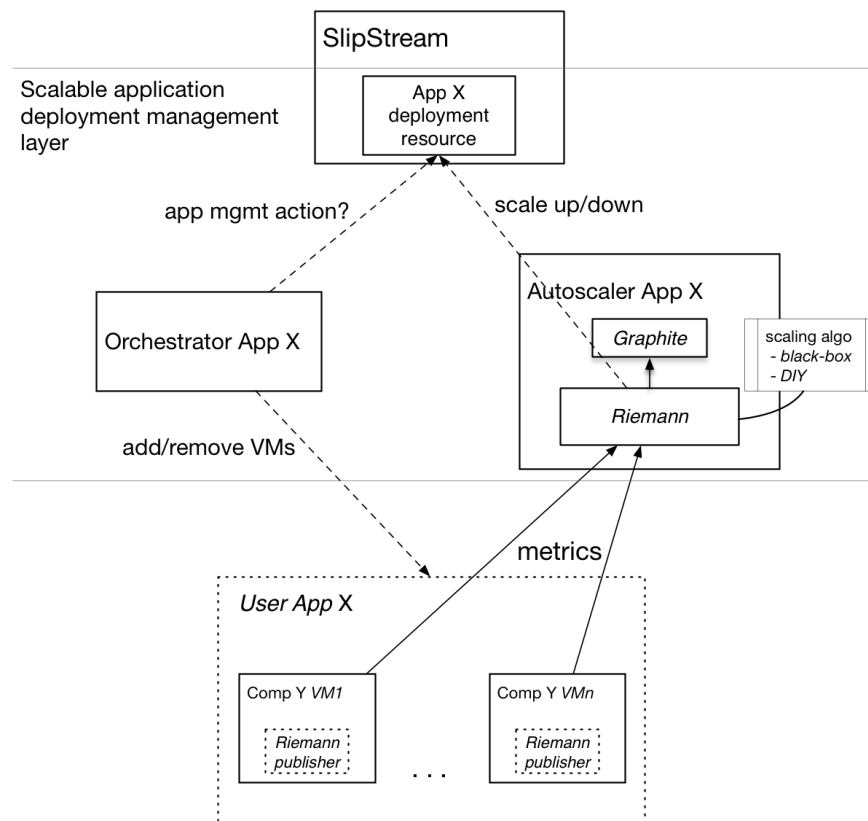 SlipStream
Scalable application
deployment management
layer
App X
deployment
resource
app mgmt action?
scale up/down
Orchestrator App X
Autoscaler App X
Graphite
scaling algo
- black-box
- DIY
Riemann
add/remove VMs
metrics
User App X
Comp Y VM1
Comp Y VMn
Riemann
publisher
. . .
Riemann
publisher